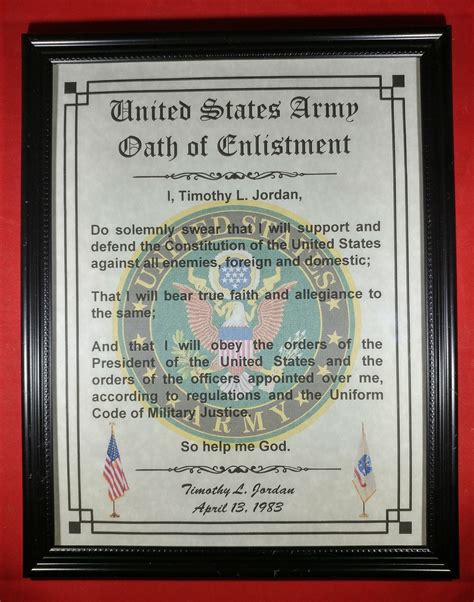 United States Army
Oath of Enlistment
I, Timothy L. Jordan,
Do solemnly swear that I will support and
defend the Constitution of the United States
against all enemies, foreign and domestic;
That I will bear true faith and allegiance to
the same;
And that I will obey the orders of the
President of the United States and the
orders of the officers appointed over me,
according to regulations and the Uniform
Code of Military Justice.
So help me God.
Timothy L. Jordan
April 13, 1983
UNITED STATES
ARMY